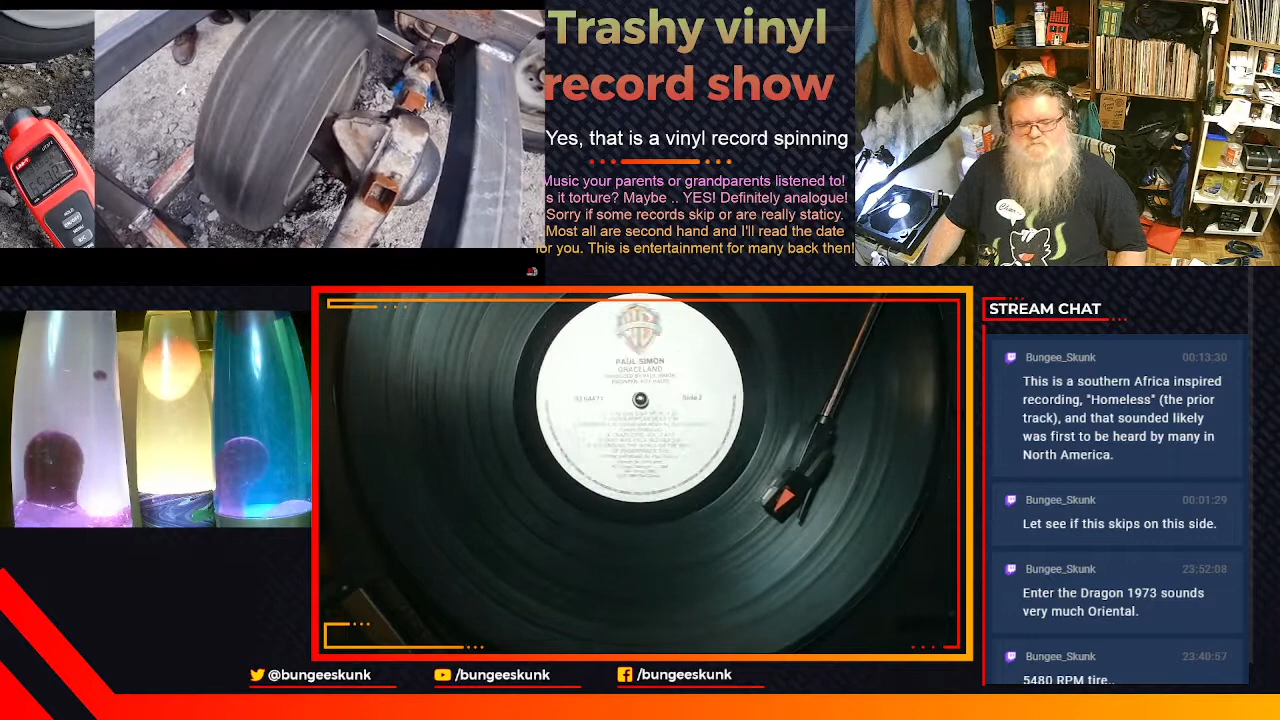 Trashy vinyl
record show
Yes, that is a vinyl record spinning
Music your parents or grandparents listened to!
s it torture? Maybe .. YES! Definitely analogue!
Sorry if some records skip or are really staticy.
Most all are second hand and I'll read the date
or you. This is entertainment for many back then!
PAUL SIMON
GRACELAND
Side 2
STREAM CHAT
Bungee_Skunk 00:13:30
This is a southern Africa inspired
recording, "Homeless" (the prior
track), and that sounded likely
was first to be heard by many in
North America.
Bungee_Skunk 00:01:29
Let see if this skips on this side.
Bungee_Skunk 23:52:08
Enter the Dragon 1973 sounds
very much Oriental.
Bungee_Skunk 23:40:57
5480 RPM tire..
@bungeeskunk
/bungeeskunk
/bungeeskunk